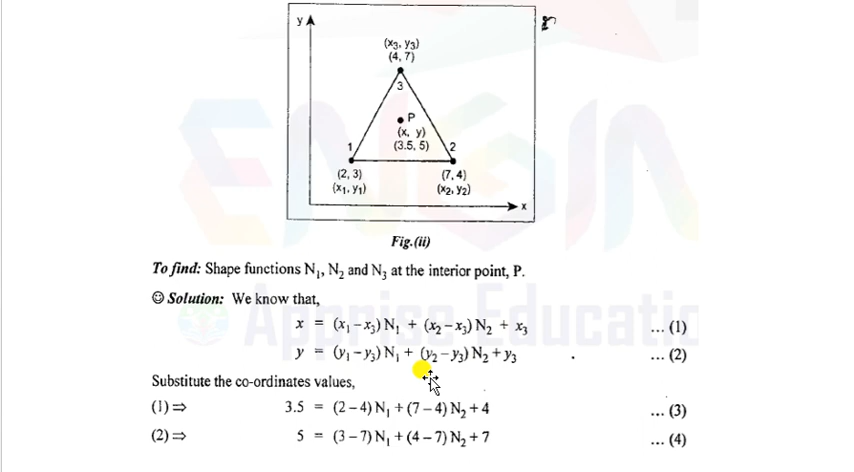 y
(x₃, y₃)
(4, 7)
3
P
(x, y)
1 (3.5, 5) 2
(2, 3) (7, 4)
(x₁, y₁) (x₂, y₂)
x
Fig.(ii)
To find: Shape functions N₁, N₂ and N₃ at the interior point, P.
☺ Solution: We know that,
x = (x₁ – x₃) N₁ + (x₂ – x₃) N₂ + x₃ ... (1)
y = (y₁ – y₃) N₁ + (y₂ – y₃) N₂ + y₃ ... (2)
Substitute the co-ordinates values,
(1) ⇒ 3.5 = (2 – 4) N₁ + (7 – 4) N₂ + 4 ... (3)
(2) ⇒ 5 = (3 – 7) N₁ + (4 – 7) N₂ + 7 ... (4)
Apprise Educatio